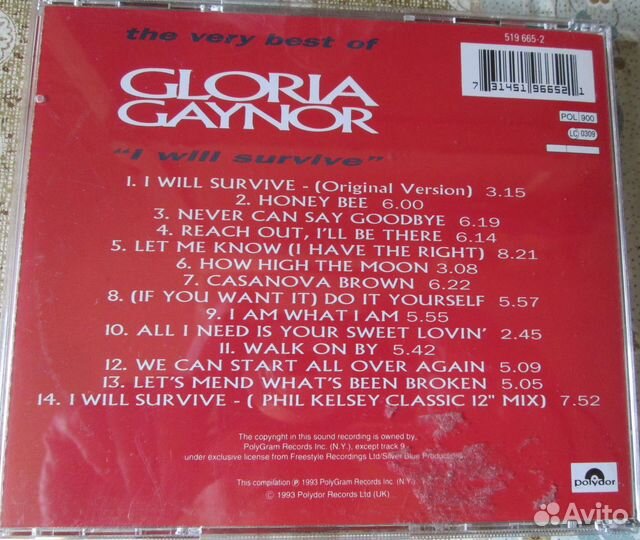 the very best of
519 665-2
GLORIA
GAYNOR
7 31451 96652 1
POL 900
LC 0309
"i will survive"
1. I WILL SURVIVE - (Original Version) 3.15
2. HONEY BEE 6.00
3. NEVER CAN SAY GOODBYE 6.19
4. REACH OUT, I'LL BE THERE 6.14
5. LET ME KNOW (I HAVE THE RIGHT) 8.21
6. HOW HIGH THE MOON 3.08
7. CASANOVA BROWN 6.22
8. (IF YOU WANT IT) DO IT YOURSELF 5.57
9. I AM WHAT I AM 5.55
10. ALL I NEED IS YOUR SWEET LOVIN' 2.45
11. WALK ON BY 5.42
12. WE CAN START ALL OVER AGAIN 5.09
13. LET'S MEND WHAT'S BEEN BROKEN 5.05
14. I WILL SURVIVE - ( PHIL KELSEY CLASSIC 12" MIX) 7.52
The copyright in this sound recording is owned by
PolyGram Records Inc. (N.Y.), except track 9
under exclusive license from Freestyle Recordings Ltd/Silver Blue Productions
This compilation ℗ 1993 PolyGram Records Inc. (N.Y.)
© 1993 Polydor Records Ltd (UK)
polydor
Avito